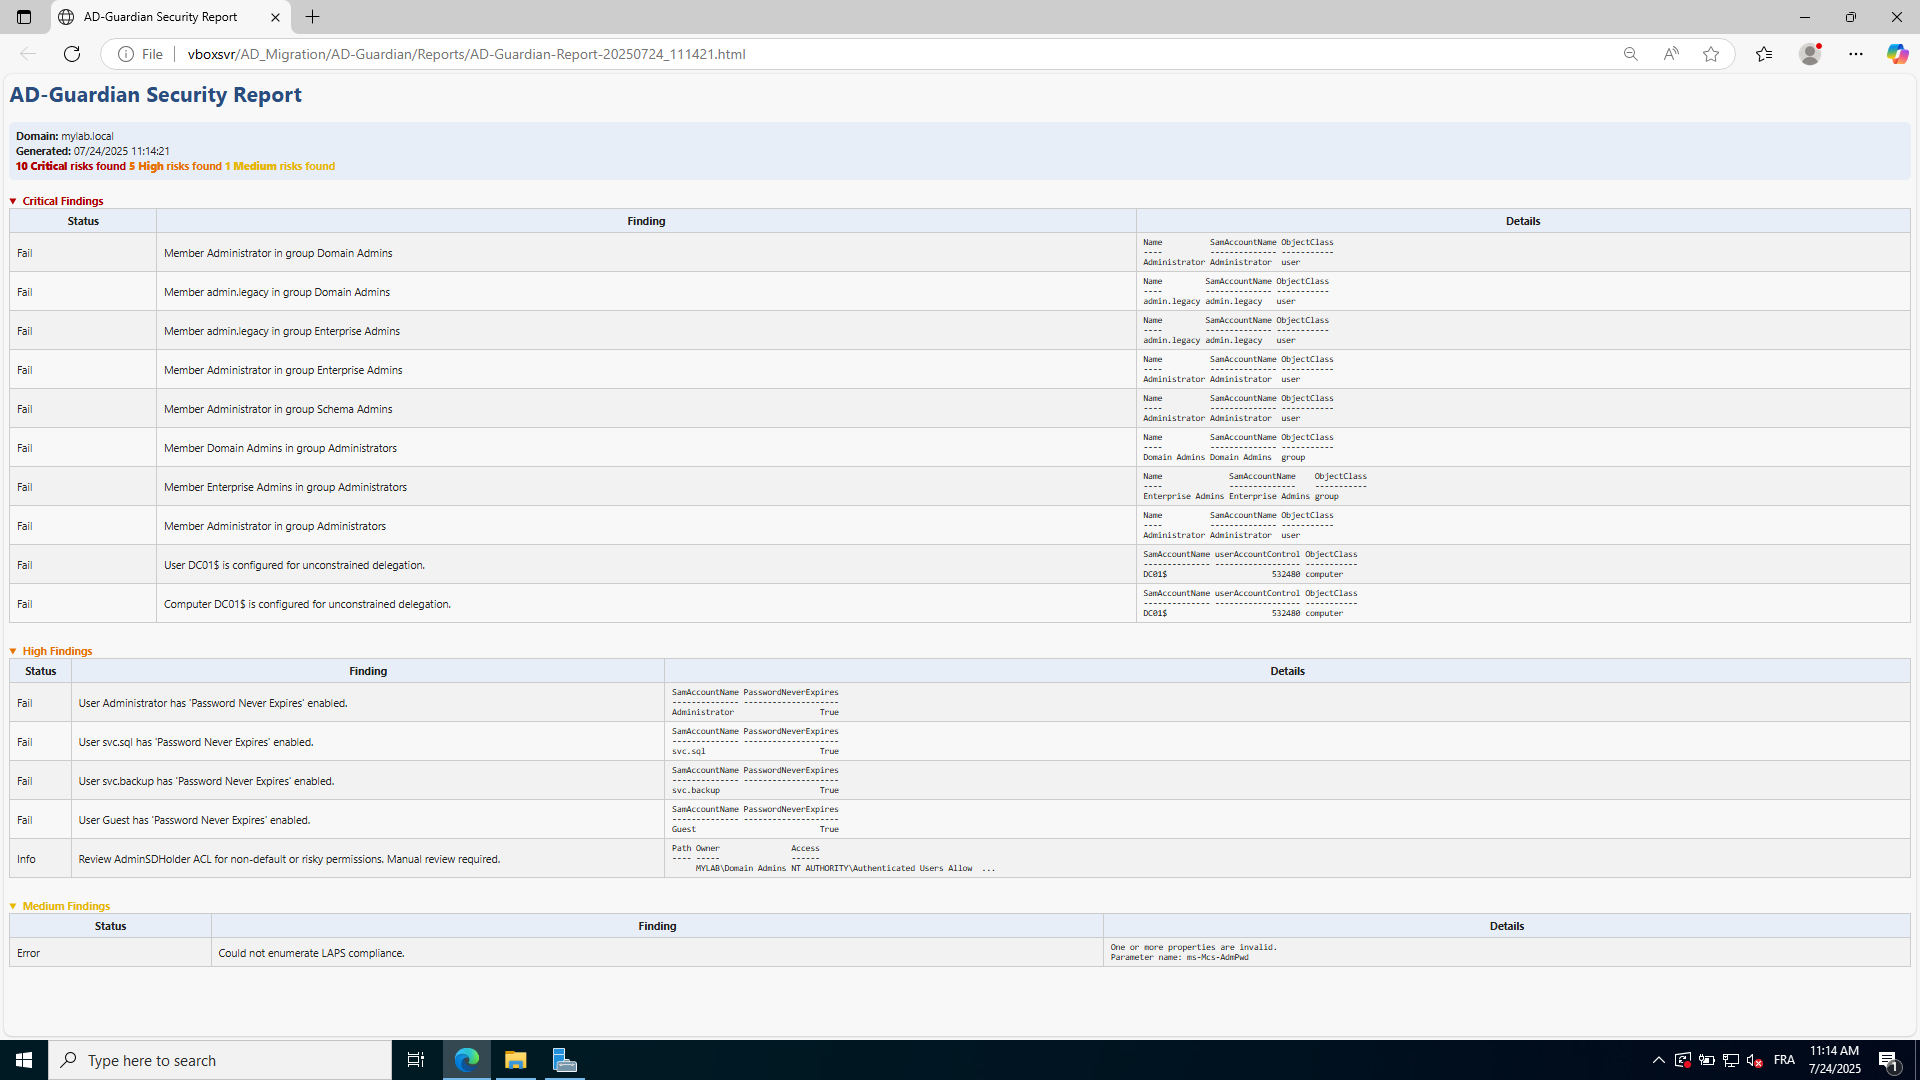 AD-Guardian Security Report
File
vboxsvr/AD_Migration/AD-Guardian/Reports/AD-Guardian-Report-20250724_111421.html
AD-Guardian Security Report
Domain: mylab.local
Generated: 07/24/2025 11:14:21
10 Critical risks found 5 High risks found 1 Medium risks found
Critical Findings
Status Finding Details
Fail Member Administrator in group Domain Admins
Name SamAccountName ObjectClass
---- -------------- -----------
Administrator Administrator user
Fail Member admin.legacy in group Domain Admins
Name SamAccountName ObjectClass
---- -------------- -----------
admin.legacy admin.legacy user
Fail Member admin.legacy in group Enterprise Admins
Name SamAccountName ObjectClass
---- -------------- -----------
admin.legacy admin.legacy user
Fail Member Administrator in group Enterprise Admins
Name SamAccountName ObjectClass
---- -------------- -----------
Administrator Administrator user
Fail Member Administrator in group Schema Admins
Name SamAccountName ObjectClass
---- -------------- -----------
Administrator Administrator user
Fail Member Domain Admins in group Administrators
Name SamAccountName ObjectClass
---- -------------- -----------
Domain Admins Domain Admins group
Fail Member Enterprise Admins in group Administrators
Name SamAccountName ObjectClass
---- -------------- -----------
Enterprise Admins Enterprise Admins group
Fail Member Administrator in group Administrators
Name SamAccountName ObjectClass
---- -------------- -----------
Administrator Administrator user
Fail User DC01$ is configured for unconstrained delegation.
SamAccountName userAccountControl ObjectClass
-------------- ------------------ -----------
DC01$ 532480 computer
Fail Computer DC01$ is configured for unconstrained delegation.
SamAccountName userAccountControl ObjectClass
-------------- ------------------ -----------
DC01$ 532480 computer
High Findings
Status Finding Details
Fail User Administrator has 'Password Never Expires' enabled.
SamAccountName PasswordNeverExpires
-------------- --------------------
Administrator True
Fail User svc.sql has 'Password Never Expires' enabled.
SamAccountName PasswordNeverExpires
-------------- --------------------
svc.sql True
Fail User svc.backup has 'Password Never Expires' enabled.
SamAccountName PasswordNeverExpires
-------------- --------------------
svc.backup True
Fail User Guest has 'Password Never Expires' enabled.
SamAccountName PasswordNeverExpires
-------------- --------------------
Guest True
Info Review AdminSDHolder ACL for non-default or risky permissions. Manual review required.
Path Owner Access
---- ----- ------
MYLAB\Domain Admins NT AUTHORITY\Authenticated Users Allow ...
Medium Findings
Status Finding Details
Error Could not enumerate LAPS compliance.
One or more properties are invalid.
Parameter name: ms-Mcs-AdmPwd
Type here to search
FRA
11:14 AM
7/24/2025
1